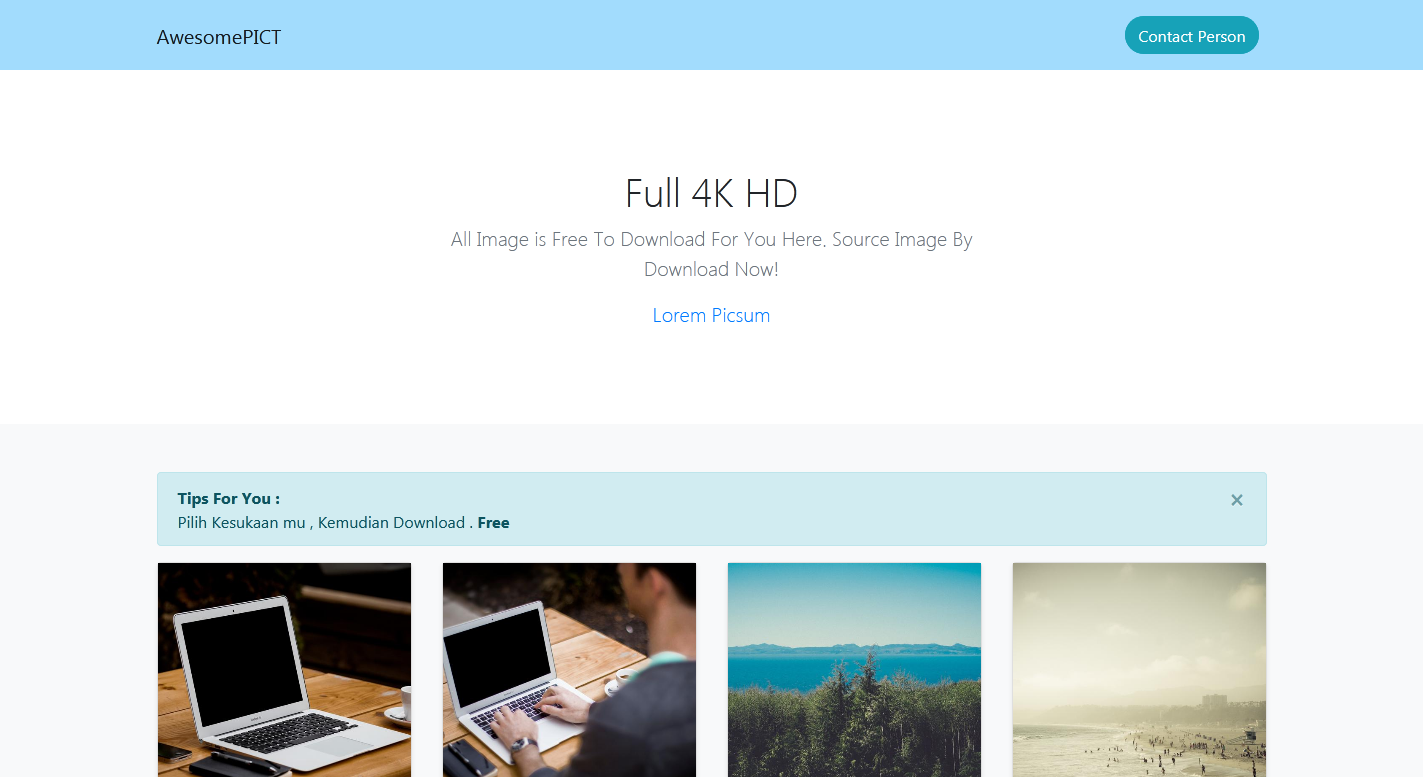 AwesomePICT
Contact Person
Full 4K HD
All Image is Free To Download For You Here. Source Image By
Download Now!
Lorem Picsum
Tips For You :
×
Pilih Kesukaan mu , Kemudian Download . Free